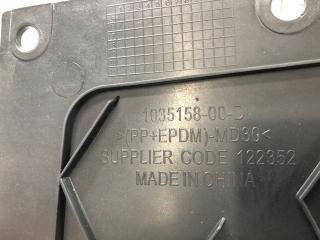 1035158-00-D
>(PP+EPDM)-MD30<
SUPPLIER CODE 122352
MADE IN CHINA